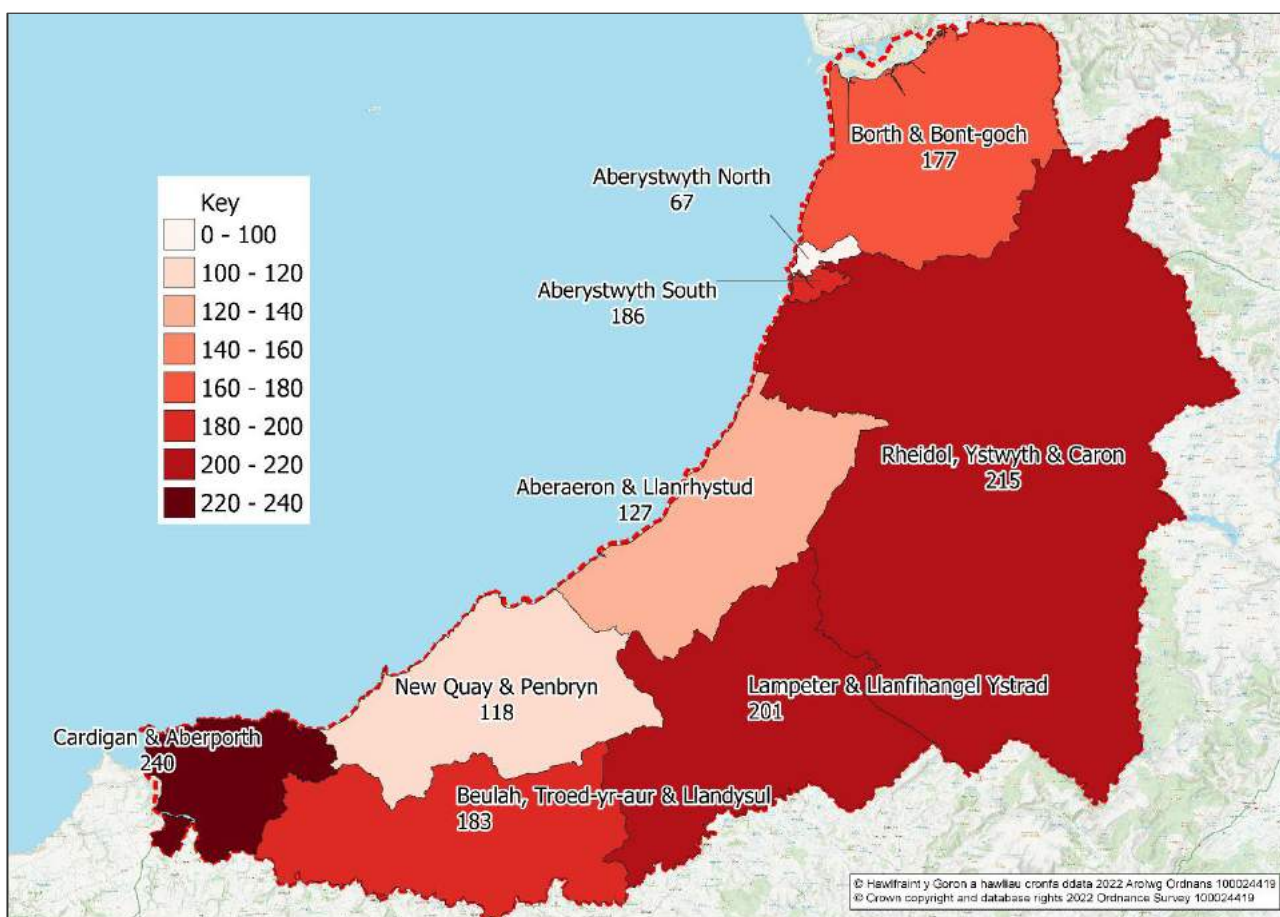 Borth & Bont-goch
177
Aberystwyth North
67
Key
0 - 100
100 - 120
120 - 140
140 - 160
160 - 180
180 - 200
200 - 220
220 - 240
Aberystwyth South
186
Rheidol, Ystwyth & Caron
215
Aberaeron & Llanrhystud
127
New Quay & Penbryn
118
Lampeter & Llanfihangel Ystrad
201
Cardigan & Aberporth
240
Beulah, Troed-yr-aur & Llandysul
183
© Hawlfraint y Goron a hawliau cronfa ddata 2022 Arolwg Ordnans 100024419
© Crown copyright and database rights 2022 Ordnance Survey 100024419